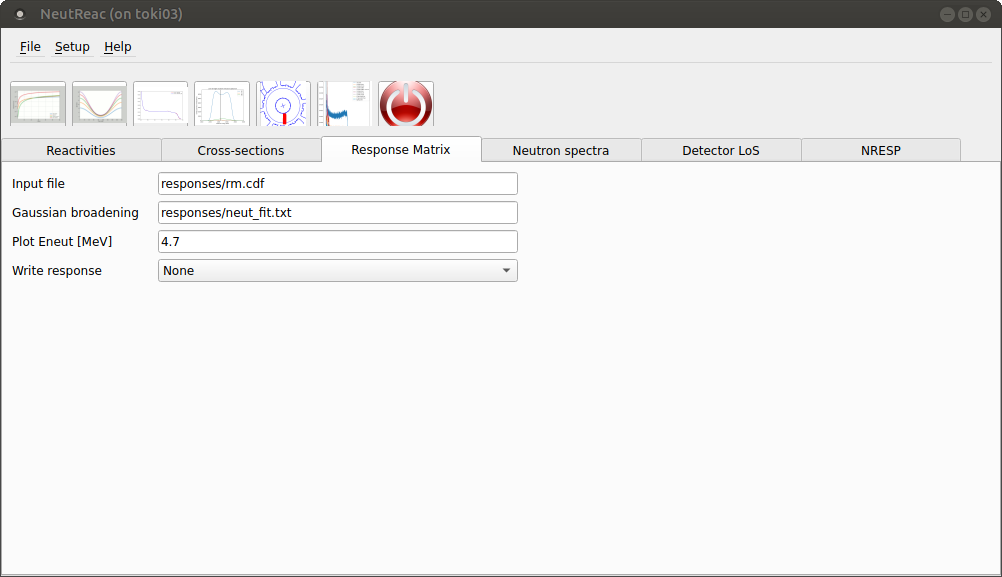 NeutReac (on toki03)
File Setup Help
Reactivities Cross-sections Response Matrix Neutron spectra Detector LoS NRESP
Input file responses/rm.cdf
Gaussian broadening responses/neut_fit.txt
Plot Eneut [MeV] 4.7
Write response None